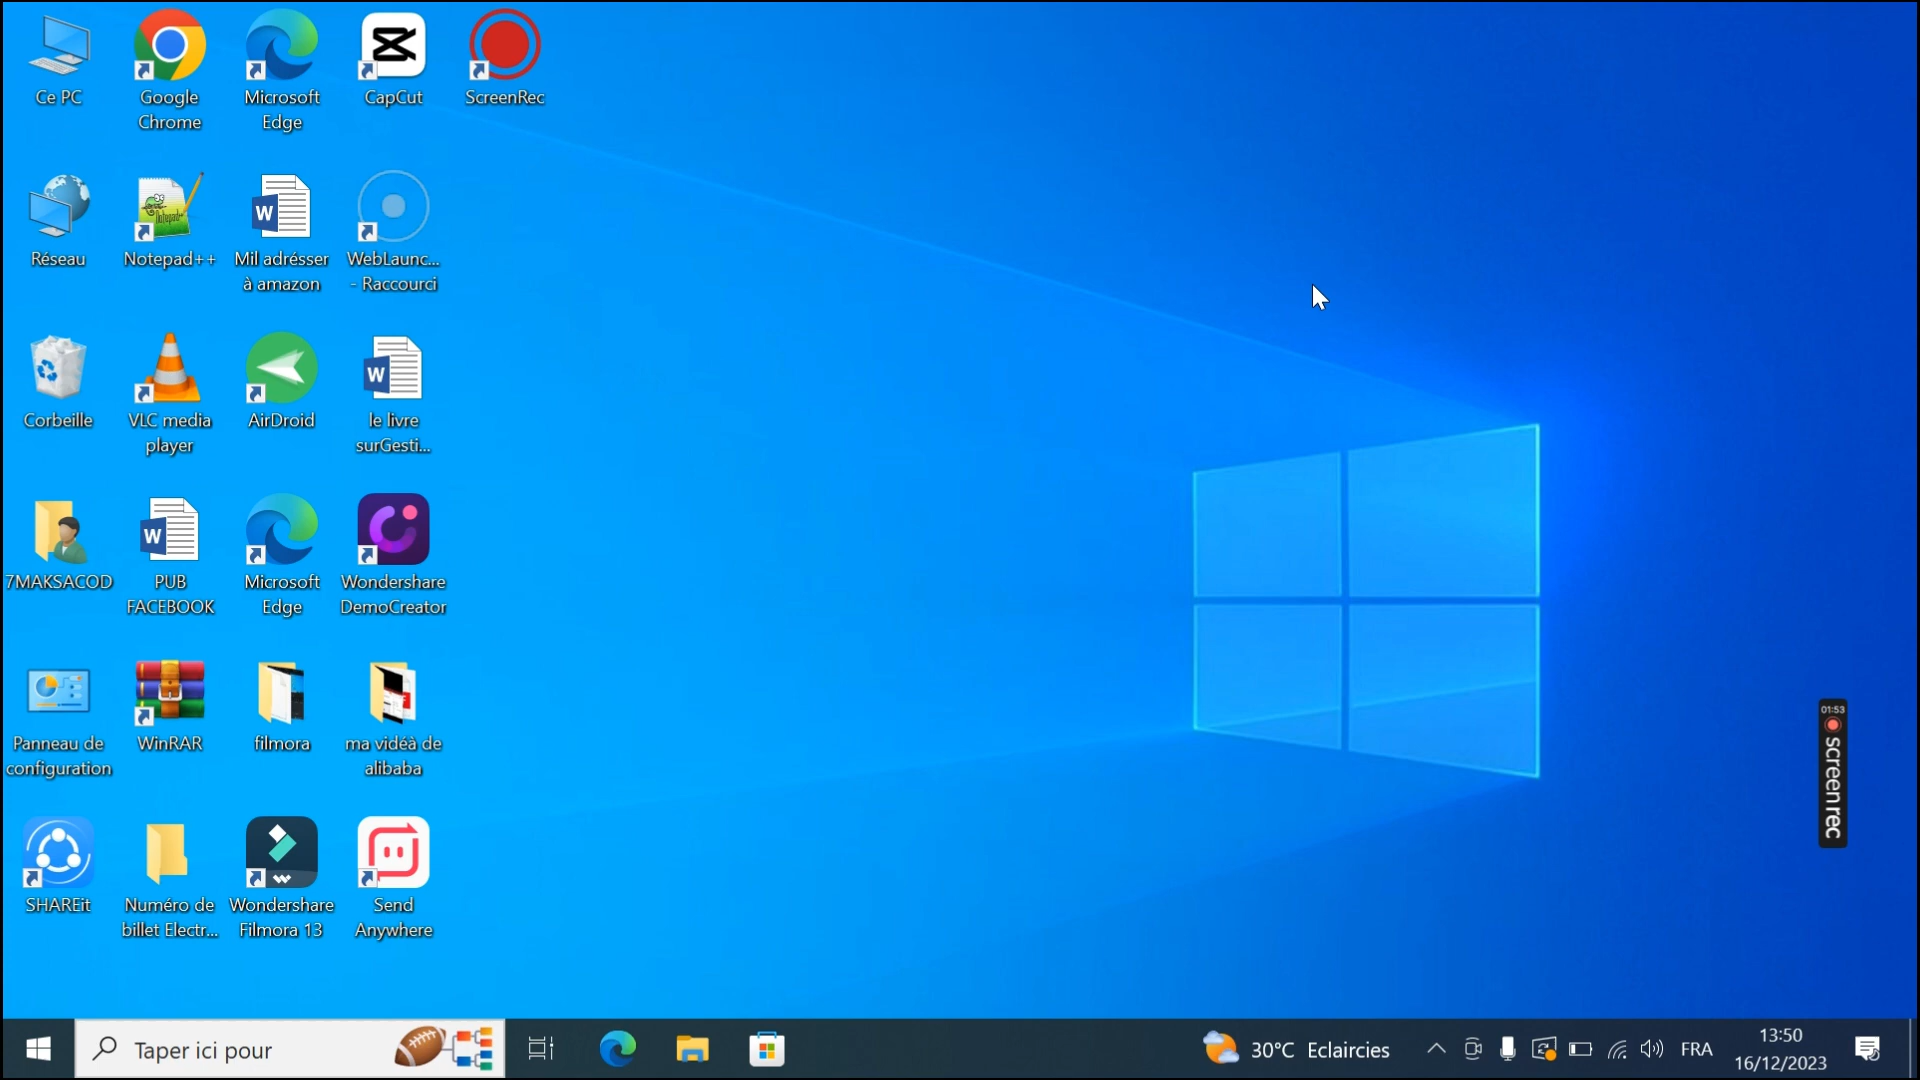 Ce PC
Google
Chrome
Microsoft
Edge
CapCut
ScreenRec
Réseau
Notepad++
Mil adrésser
à amazon
WebLaunc...
- Raccourci
Corbeille
VLC media
player
AirDroid
le livre
surGesti...
7MAKSACOD
PUB
FACEBOOK
Microsoft
Edge
Wondershare
DemoCreator
Panneau de
configuration
WinRAR
filmora
ma vidéà de
alibaba
SHAREit
Numéro de
billet Electr...
Wondershare
Filmora 13
Send
Anywhere
01:53
screen rec
Taper ici pour
30°C Eclaircies
FRA
13:50
16/12/2023